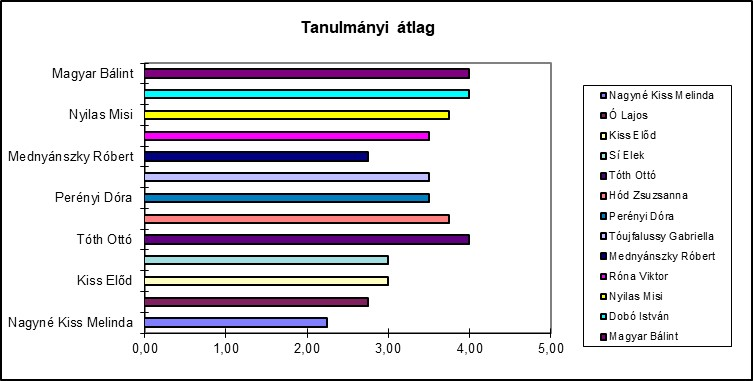 Tanulmányi átlag
Magyar Bálint
Nyilas Misi
Mednyánszky Róbert
Perényi Dóra
Tóth Ottó
Kiss Előd
Nagyné Kiss Melinda
0,00 1,00 2,00 3,00 4,00 5,00
Nagyné Kiss Melinda
Ó Lajos
Kiss Előd
Sí Elek
Tóth Ottó
Hód Zsuzsanna
Perényi Dóra
Tóujfalussy Gabriella
Mednyánszky Róbert
Róna Viktor
Nyilas Misi
Dobó István
Magyar Bálint